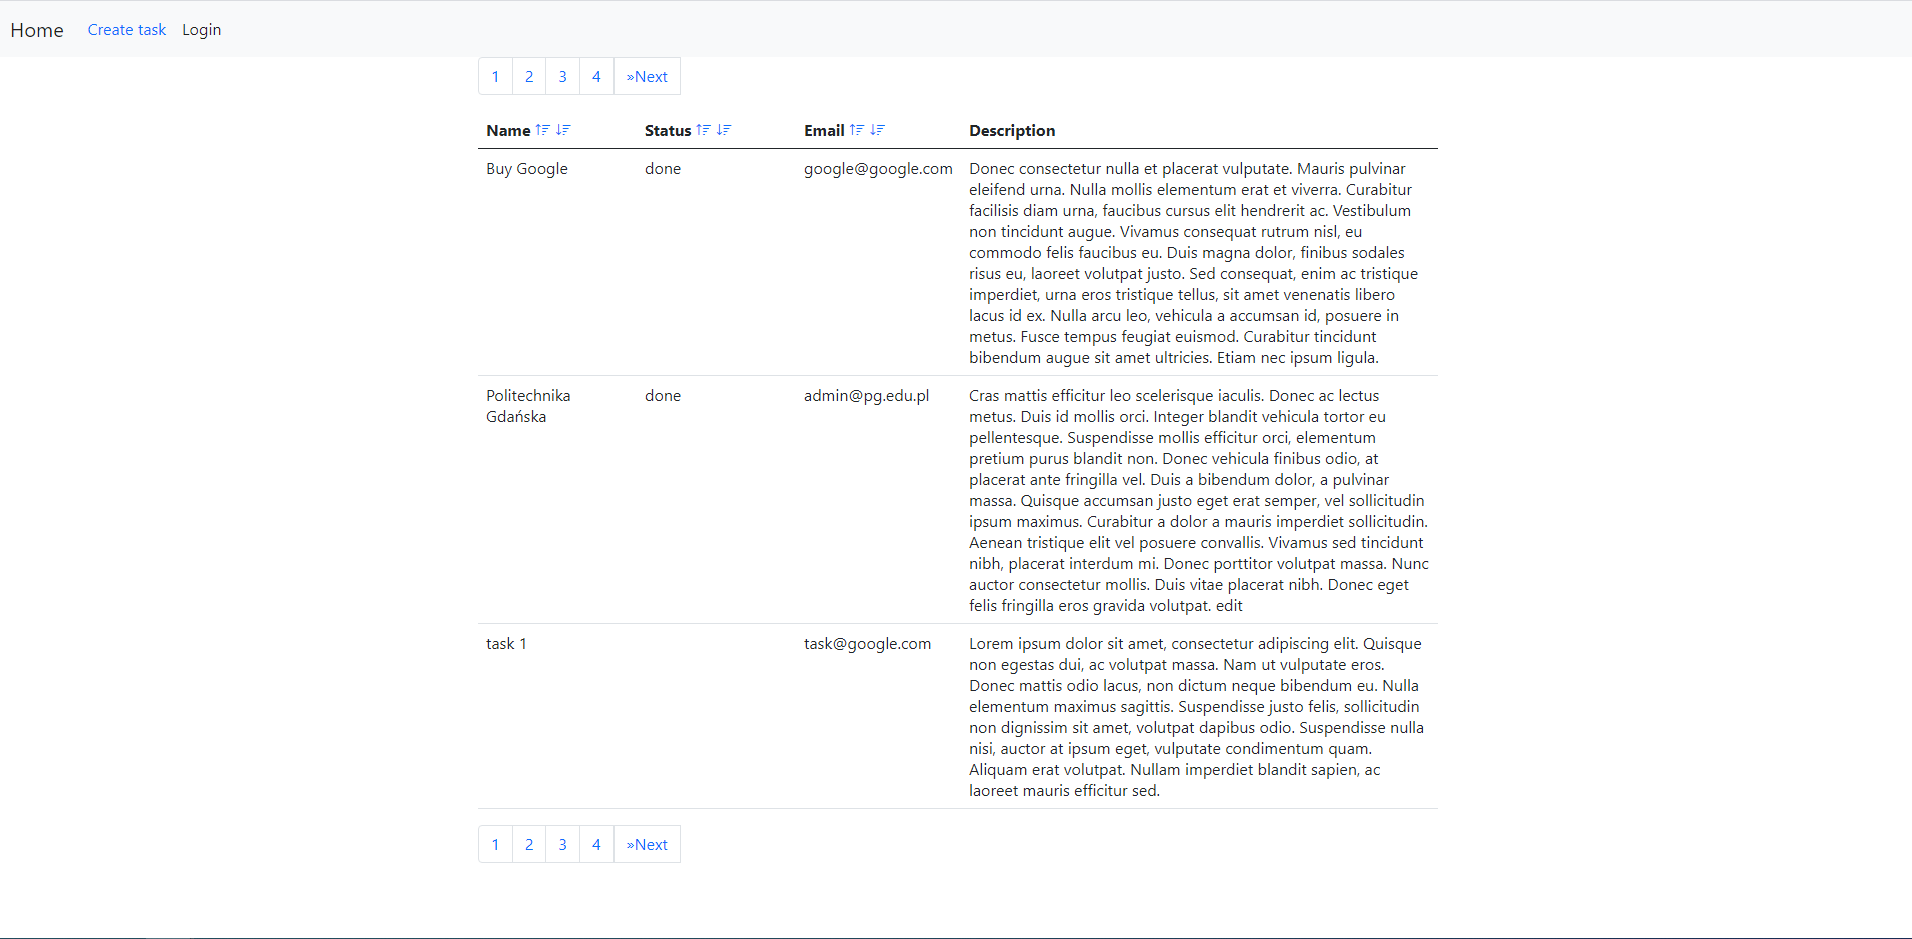 Home Create task Login
1 2 3 4 »Next
Name Status Email Description
Buy Google done google@google.com Donec consectetur nulla et placerat vulputate. Mauris pulvinar
eleifend urna. Nulla mollis elementum erat et viverra. Curabitur
facilisis diam urna, faucibus cursus elit hendrerit ac. Vestibulum
non tincidunt augue. Vivamus consequat rutrum nisl, eu
commodo felis faucibus eu. Duis magna dolor, finibus sodales
risus eu, laoreet volutpat justo. Sed consequat, enim ac tristique
imperdiet, urna eros tristique tellus, sit amet venenatis libero
lacus id ex. Nulla arcu leo, vehicula a accumsan id, posuere in
metus. Fusce tempus feugiat euismod. Curabitur tincidunt
bibendum augue sit amet ultricies. Etiam nec ipsum ligula.
Politechnika done admin@pg.edu.pl Cras mattis efficitur leo scelerisque iaculis. Donec ac lectus
Gdańska metus. Duis id mollis orci. Integer blandit vehicula tortor eu
pellentesque. Suspendisse mollis efficitur orci, elementum
pretium purus blandit non. Donec vehicula finibus odio, at
placerat ante fringilla vel. Duis a bibendum dolor, a pulvinar
massa. Quisque accumsan justo eget erat semper, vel sollicitudin
ipsum maximus. Curabitur a dolor a mauris imperdiet sollicitudin.
Aenean tristique elit vel posuere convallis. Vivamus sed tincidunt
nibh, placerat interdum mi. Donec porttitor volutpat massa. Nunc
auctor consectetur mollis. Duis vitae placerat nibh. Donec eget
felis fringilla eros gravida volutpat. edit
task 1 task@google.com Lorem ipsum dolor sit amet, consectetur adipiscing elit. Quisque
non egestas dui, ac volutpat massa. Nam ut vulputate eros.
Donec mattis odio lacus, non dictum neque bibendum eu. Nulla
elementum maximus sagittis. Suspendisse justo felis, sollicitudin
non dignissim sit amet, volutpat dapibus odio. Suspendisse nulla
nisi, auctor at ipsum eget, vulputate condimentum quam.
Aliquam erat volutpat. Nullam imperdiet blandit sapien, ac
laoreet mauris efficitur sed.
1 2 3 4 »Next